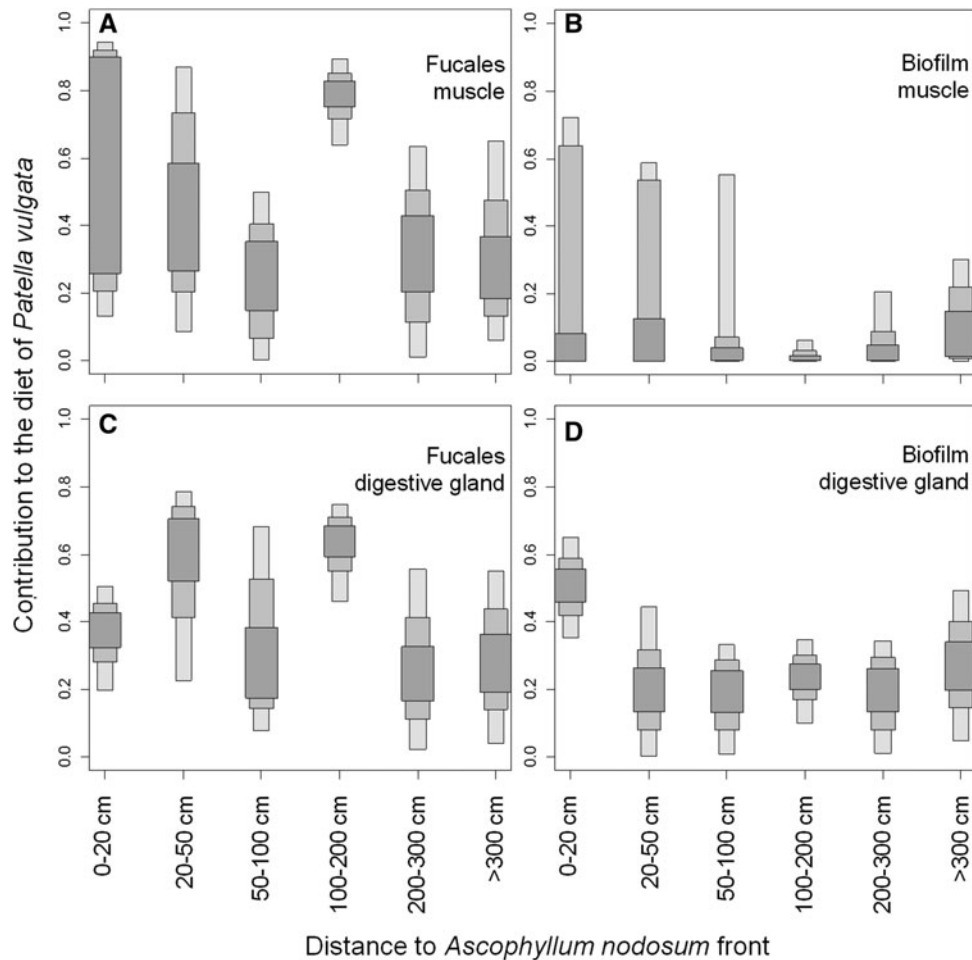 Contribution to the diet of Patella vulgata
A
Fucales
muscle
1.0
0.8
0.6
0.4
0.2
0.0
B
Biofilm
muscle
1.0
0.8
0.6
0.4
0.2
0.0
C
Fucales
digestive gland
1.0
0.8
0.6
0.4
0.2
0.0
D
Biofilm
digestive gland
1.0
0.8
0.6
0.4
0.2
0.0
0-20 cm
20-50 cm
50-100 cm
100-200 cm
200-300 cm
>300 cm
0-20 cm
20-50 cm
50-100 cm
100-200 cm
200-300 cm
>300 cm
Distance to Ascophyllum nodosum front